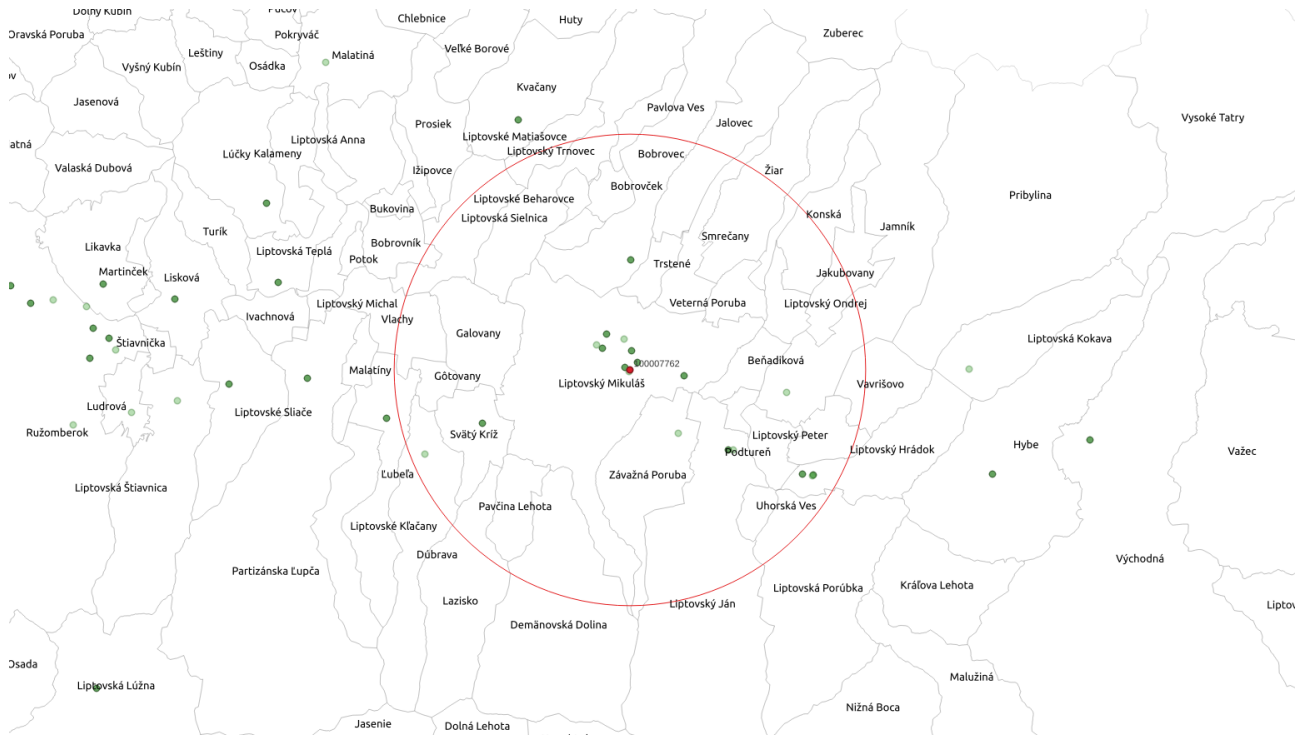 Dolný Kubín
Púčov
Chlebnice
Huty
Oravská Poruba
Pokryváč
Zuberec
Leštiny
Malatiná
Veľké Borové
Vyšný Kubín
Osádka
Kvačany
Jasenová
Pavlova Ves
Vysoké Tatry
Prosiek
Jalovec
Liptovské Matiašovce
Liptovská Anna
Liptovský Trnovec
Lúčky
Kalameny
Bobrovec
Valaská Dubová
Ižipovce
Žiar
Bobrovček
Pribylina
Liptovské Beharovce
Bukovina
Konská
Liptovská Sielnica
Jamník
Turík
Smrečany
Bobrovník
Likavka
Liptovská Teplá
Potok
Trstené
Martinček
Lisková
Jakubovany
Liptovský Michal
Veterná Poruba
Liptovský Ondrej
Ivachnová
Vlachy
Galovany
Liptovská Kokava
Štiavnička
Beňadiková
Malatíny
Gôtovany
Liptovský Mikuláš
Vavrišovo
Ludrová
Liptovské Sliače
Ružomberok
Svätý Kríž
Liptovský Peter
Hybe
Liptovský Hrádok
Podtureň
Važec
Ľubeľa
Závažná Poruba
Liptovská Štiavnica
Pavčina Lehota
Uhorská Ves
Liptovské Kľačany
Dúbrava
Východná
Partizánska Ľupča
Kráľova Lehota
Liptovská Porúbka
Lazisko
Liptovský Ján
Demänovská Dolina
Malužiná
Liptovská Lúžna
Nižná Boca
Jasenie
Dolná Lehota